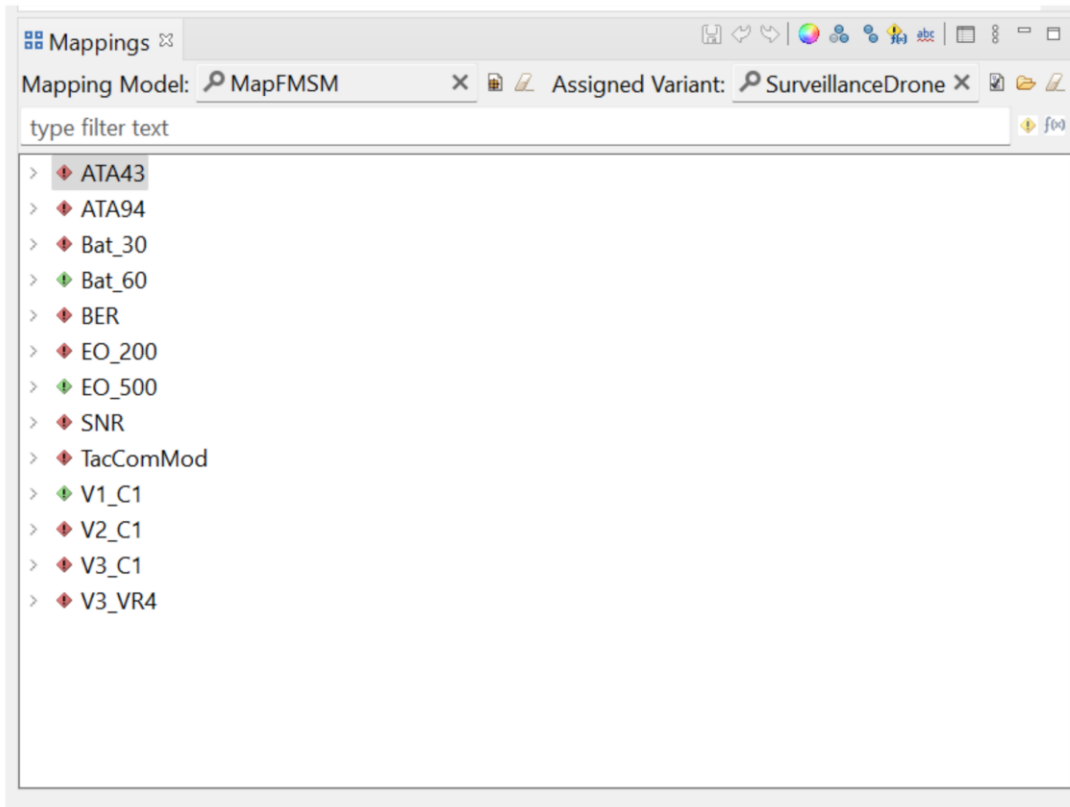 Mappings
Mapping Model: MapFMSM Assigned Variant: SurveillanceDrone
type filter text
ATA43
ATA94
Bat_30
Bat_60
BER
EO_200
EO_500
SNR
TacComMod
V1_C1
V2_C1
V3_C1
V3_VR4